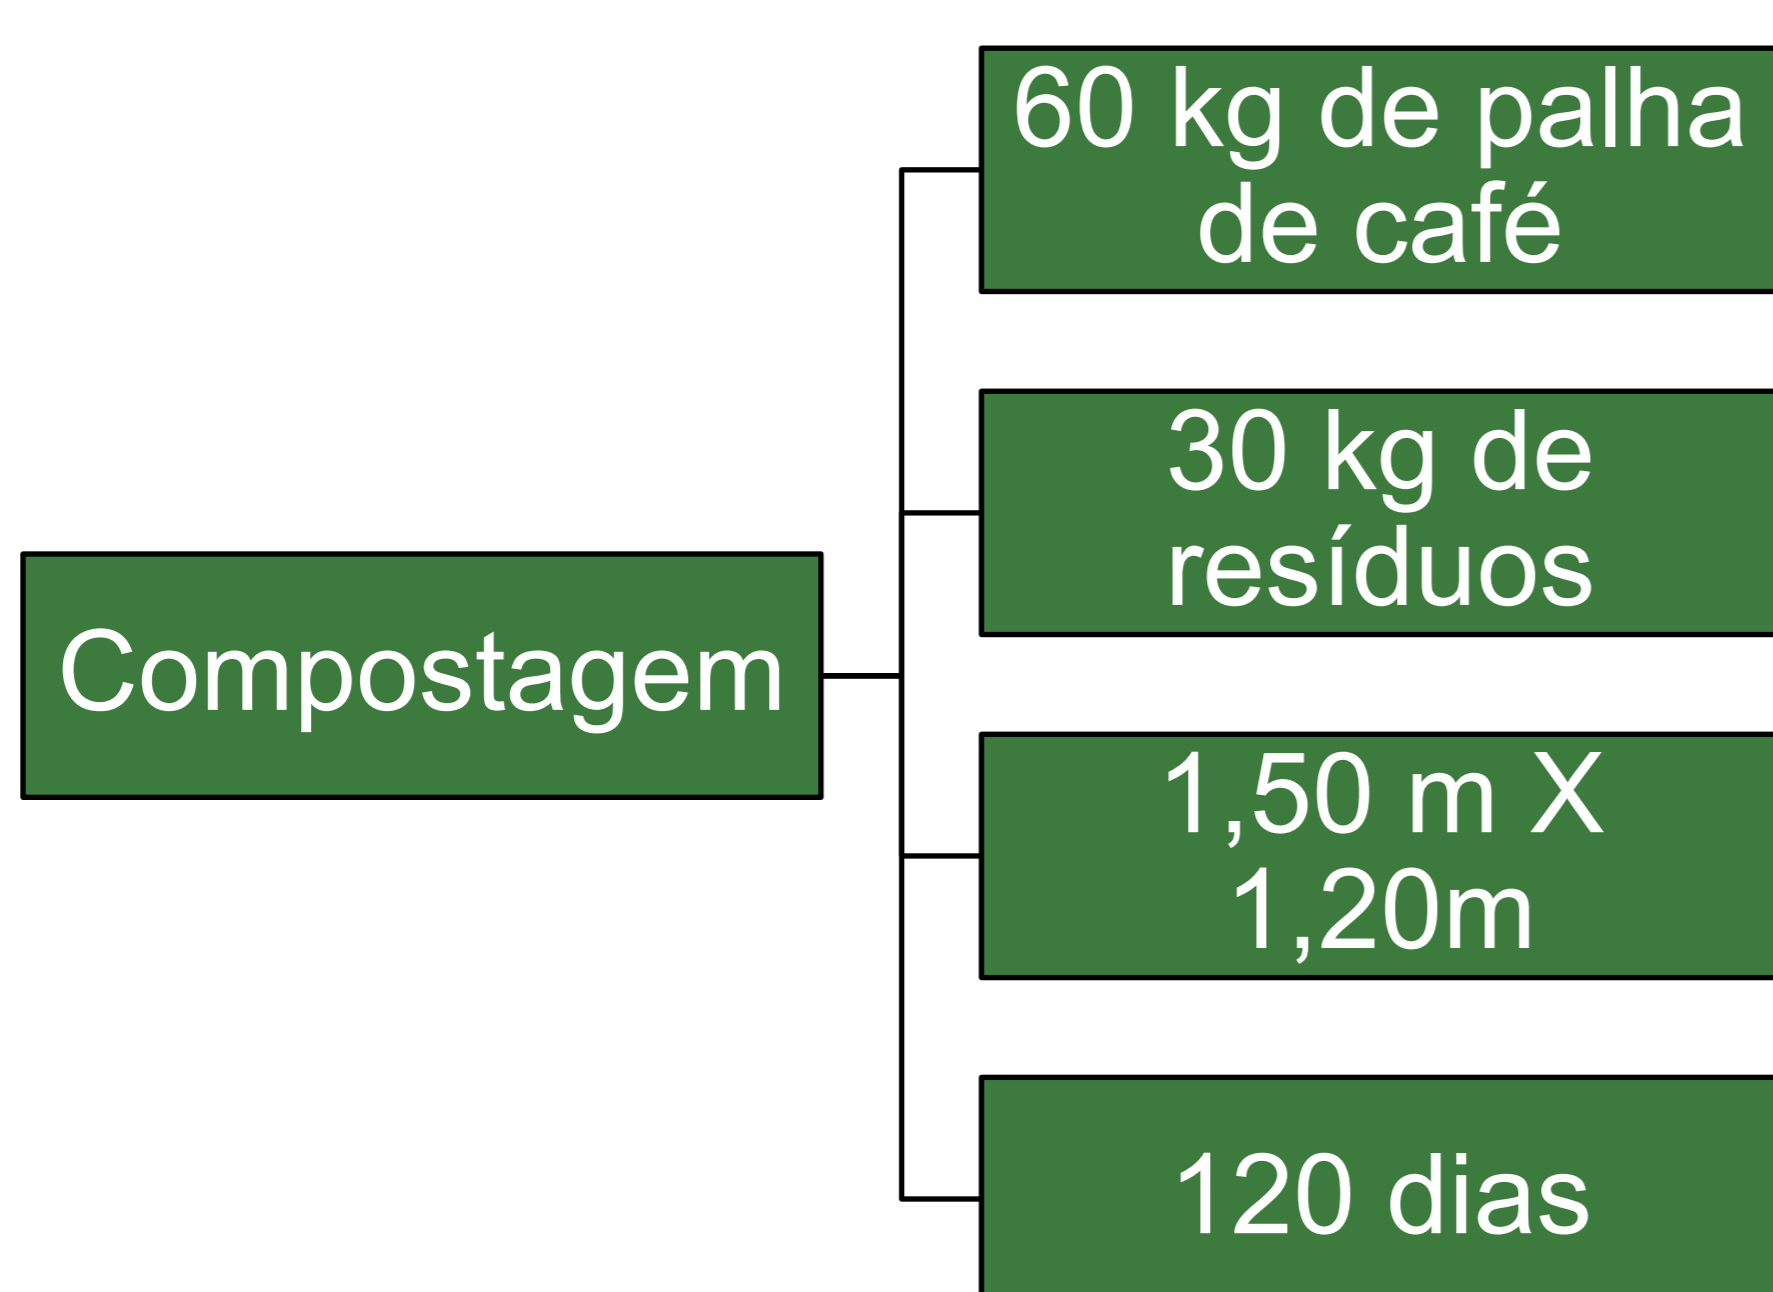 60 kg de palha
de café
30 kg de
resíduos
Compostagem
1,50 m X
1,20m
120 dias